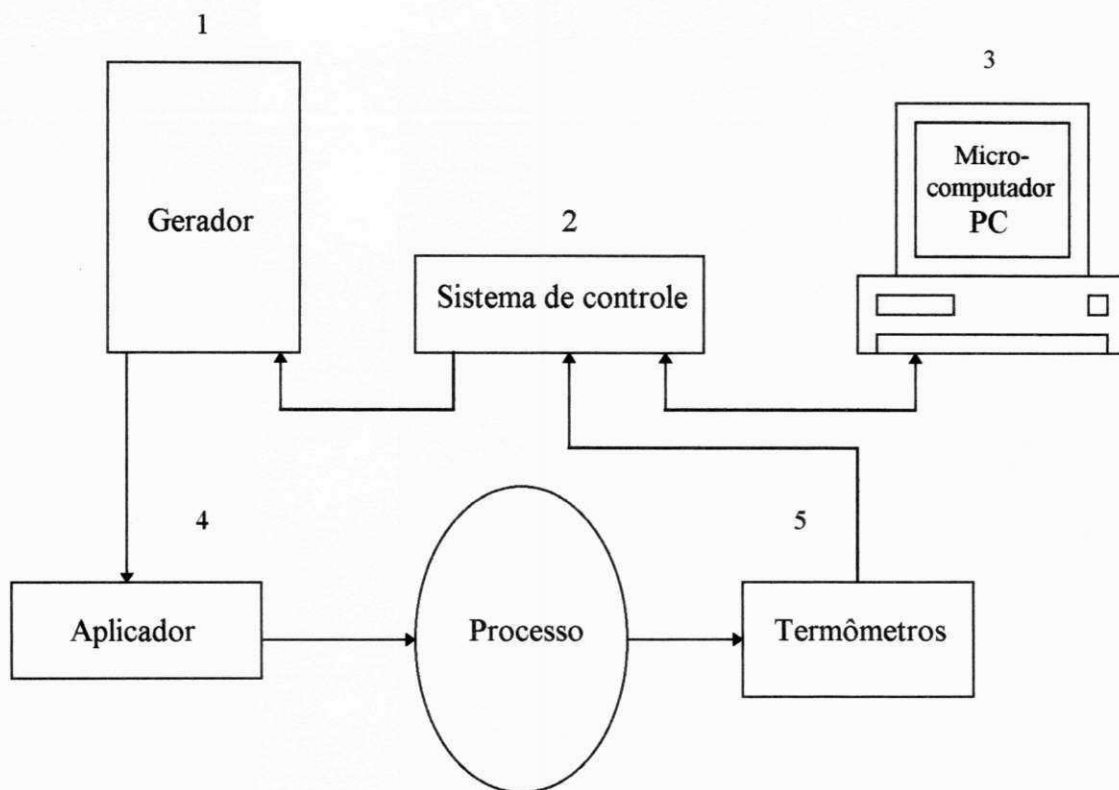 1
3
Micro-
computador
PC
Gerador
2
Sistema de controle
4
5
Aplicador
Processo
Termômetros